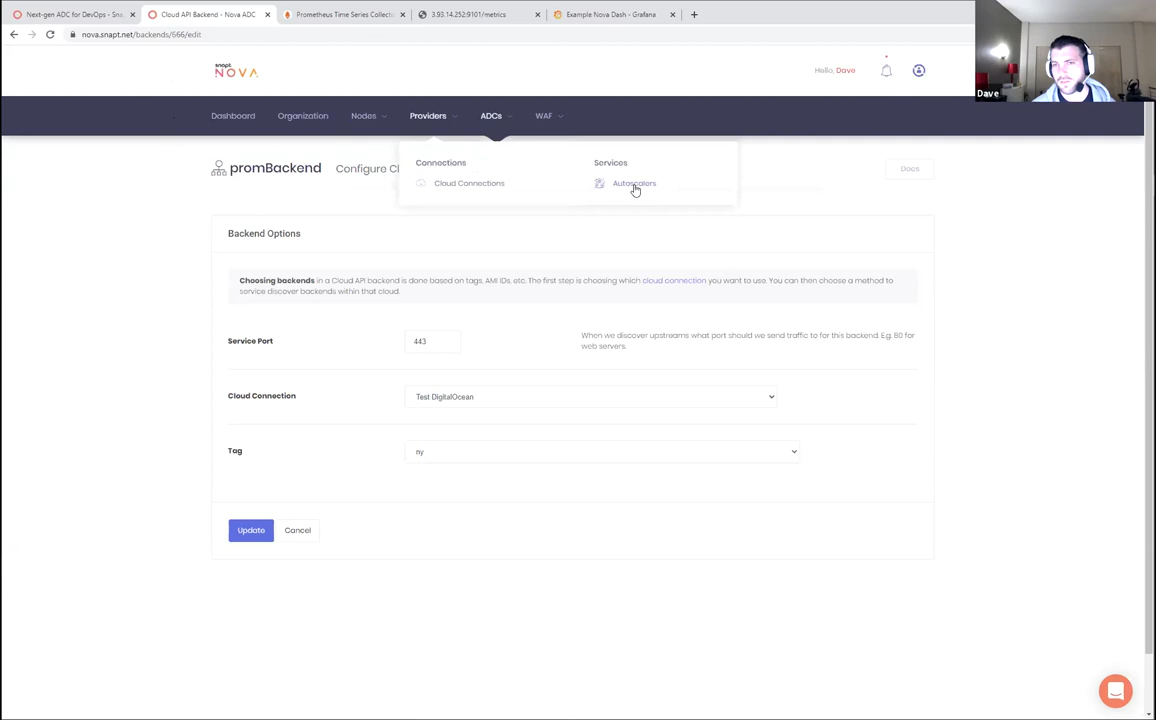 Next-gen ADC for DevOps - Sna
Cloud API Backend - Nova ADC
Prometheus Time Series Collecti
3.93.14.252:9101/metrics
Example Nova Dash - Grafana
nova.snapt.net/backends/566/edit
snapt
NOVA
Hello, Dave
Dave
Dashboard
Organization
Nodes
Providers
ADCs
WAF
promBackend
Configure Cl
Docs
Connections
Services
Cloud Connections
Autoscalers
Backend Options
Choosing backends in a Cloud API backend is done based on tags, AMI IDs, etc. The first step is choosing which cloud connection you want to use. You can then choose a method to
service discover backends within that cloud.
Service Port
443
When we discover upstreams what port should we send traffic to for this backend. E.g. 80 for
web servers.
Cloud Connection
Test DigitalOcean
Tag
ny
Update
Cancel